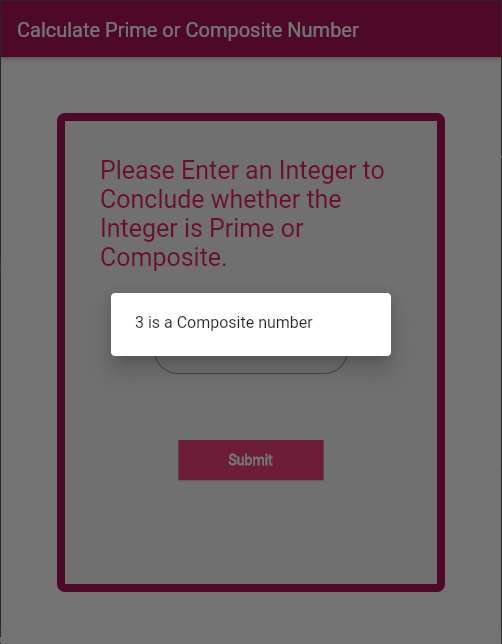 Calculate Prime or Composite Number
Please Enter an Integer to
Conclude whether the
Integer is Prime or
Composite.
3 is a Composite number
Submit